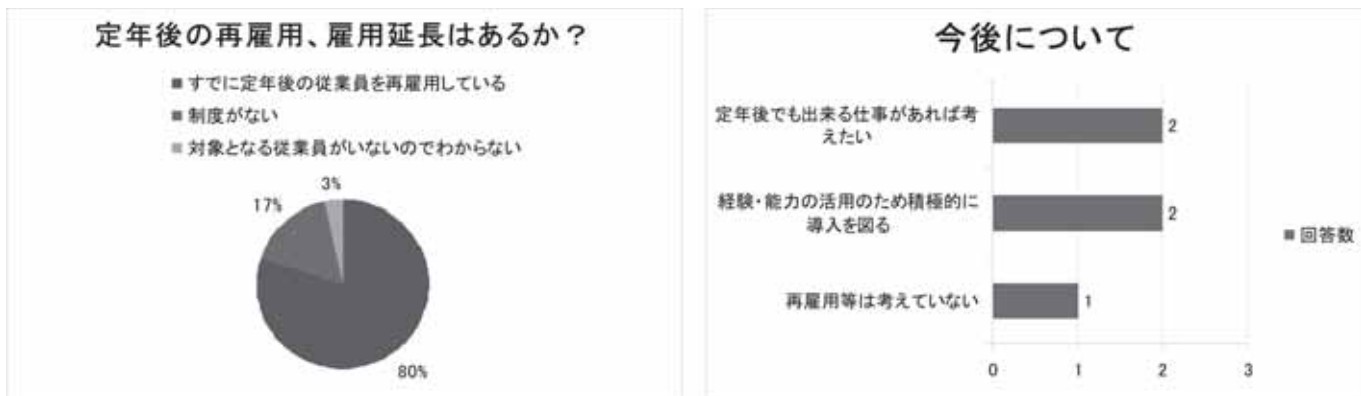 定年後の再雇用、雇用延長はあるか？
すでに定年後の従業員を再雇用している
制度がない
対象となる従業員がいないのでわからない
3%
17%
80%
今後について
定年後でも出来る仕事があれば考
えたい
2
経験・能力の活用のため積極的に
導入を図る
2
回答数
再雇用等は考えていない
1
0 1 2 3